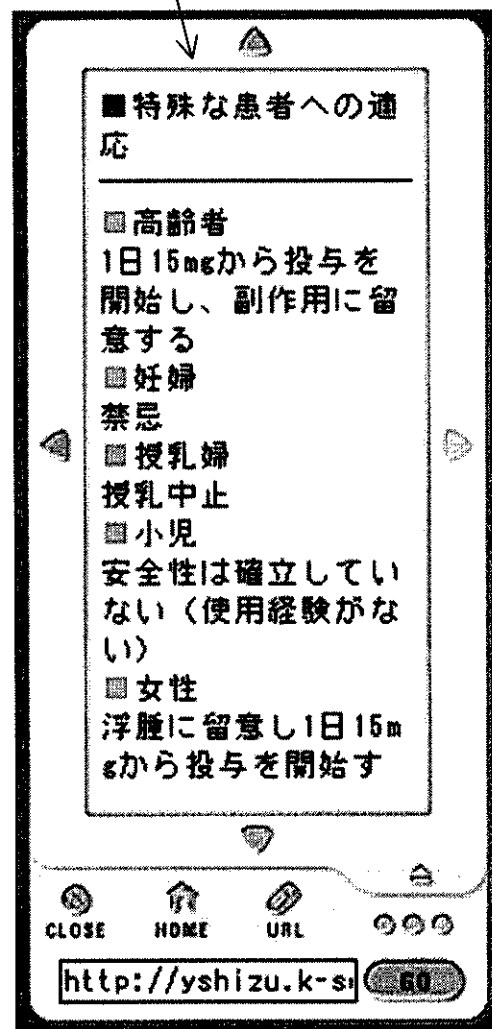 ■特殊な患者への適
応
■高齢者
1日15mgから投与を
開始し、副作用に留
意する
■妊婦
禁忌
■授乳婦
授乳中止
■小児
安全性は確立してい
ない(使用経験がな
い)
■女性
浮腫に留意し1日15m
gから投与を開始す
CLOSE HOME URL
http://yshizu.k-s GO